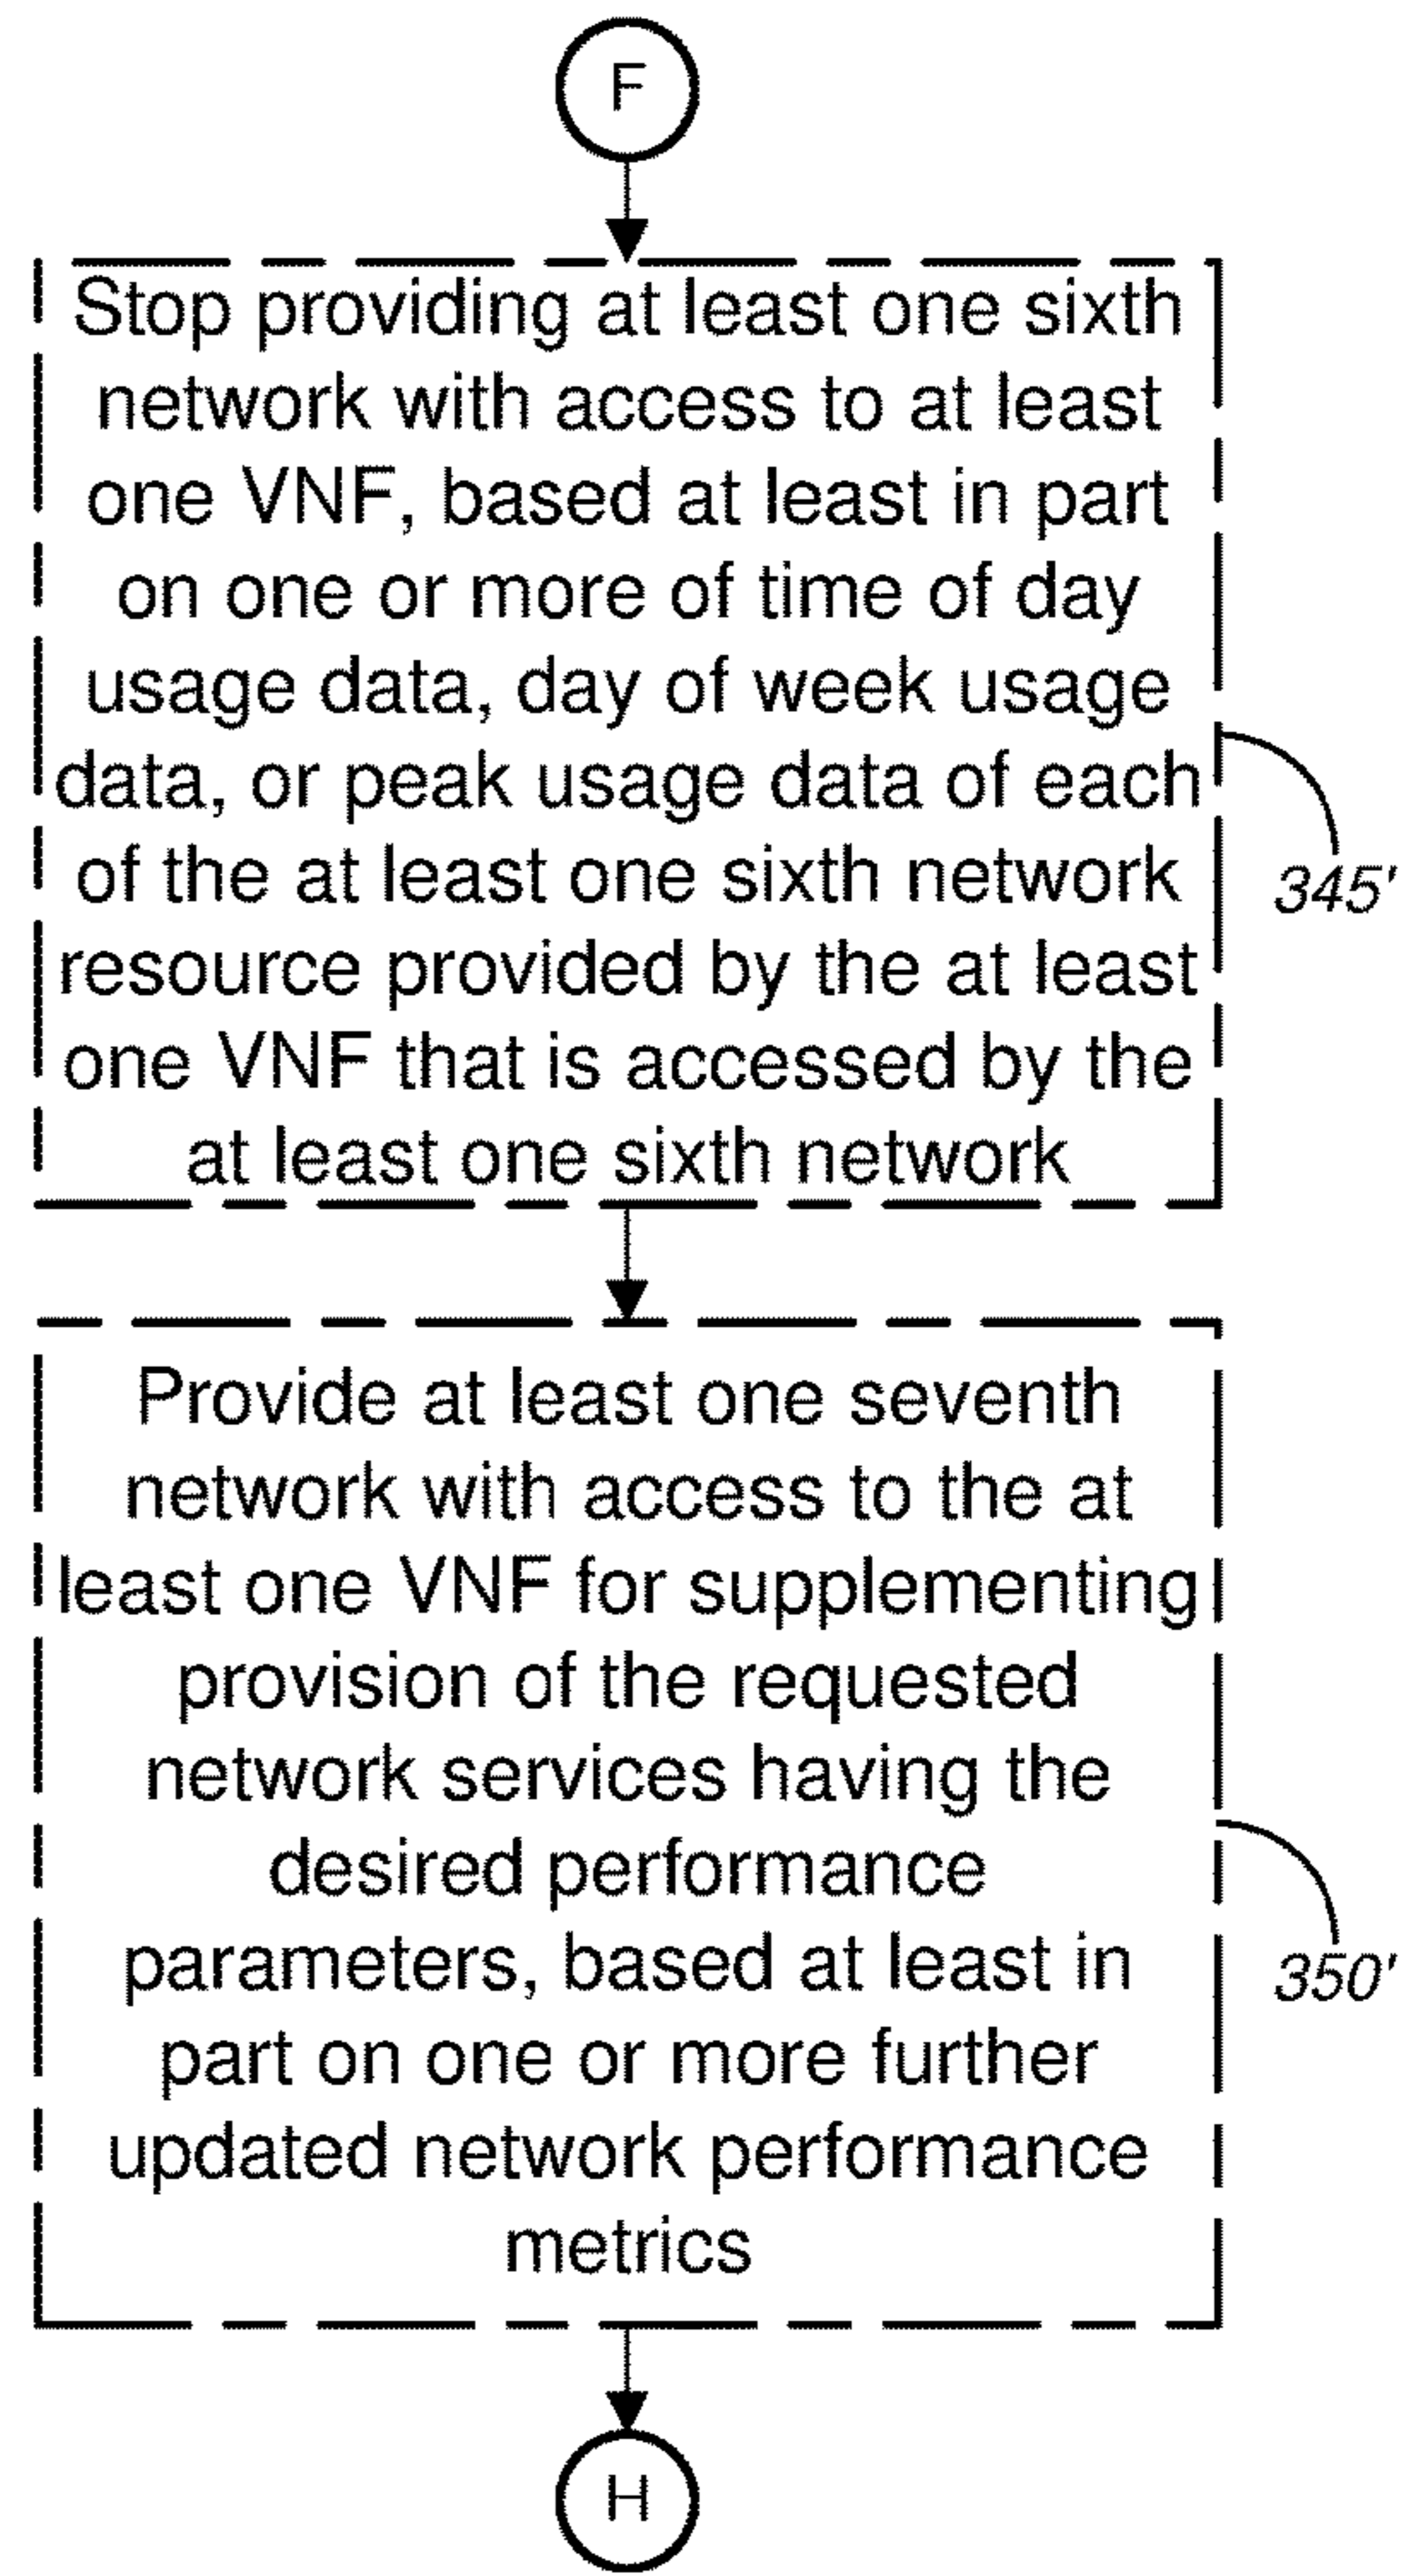 F
Stop providing at least one sixth
network with access to at least
one VNF, based at least in part
on one or more of time of day
usage data, day of week usage
data, or peak usage data of each
of the at least one sixth network
resource provided by the at least
one VNF that is accessed by the
at least one sixth network
345'
Provide at least one seventh
network with access to the at
least one VNF for supplementing
provision of the requested
network services having the
desired performance
parameters, based at least in
part on one or more further
updated network performance
metrics
350'
H